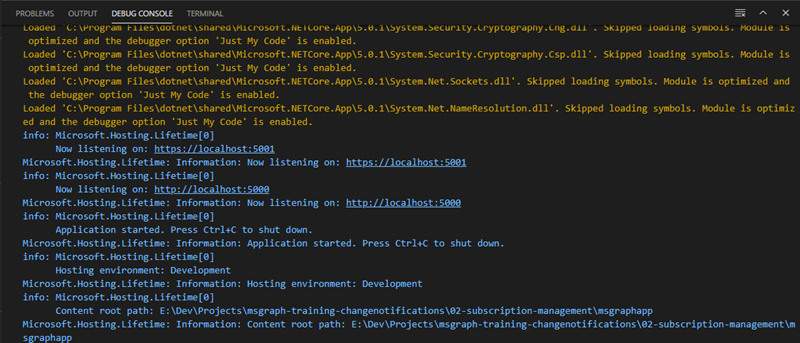 PROBLEMS OUTPUT DEBUG CONSOLE TERMINAL
Loaded 'C:\Program Files\dotnet\shared\Microsoft.NETCore.App\5.0.1\System.Security.Cryptography.Cng.dll'. Skipped loading symbols. Module is
optimized and the debugger option 'Just My Code' is enabled.
Loaded 'C:\Program Files\dotnet\shared\Microsoft.NETCore.App\5.0.1\System.Security.Cryptography.Csp.dll'. Skipped loading symbols. Module is
optimized and the debugger option 'Just My Code' is enabled.
Loaded 'C:\Program Files\dotnet\shared\Microsoft.NETCore.App\5.0.1\System.Net.Sockets.dll'. Skipped loading symbols. Module is optimized and
the debugger option 'Just My Code' is enabled.
Loaded 'C:\Program Files\dotnet\shared\Microsoft.NETCore.App\5.0.1\System.Net.NameResolution.dll'. Skipped loading symbols. Module is optimiz
ed and the debugger option 'Just My Code' is enabled.
info: Microsoft.Hosting.Lifetime[0]
Now listening on: https://localhost:5001
Microsoft.Hosting.Lifetime: Information: Now listening on: https://localhost:5001
info: Microsoft.Hosting.Lifetime[0]
Now listening on: http://localhost:5000
Microsoft.Hosting.Lifetime: Information: Now listening on: http://localhost:5000
info: Microsoft.Hosting.Lifetime[0]
Application started. Press Ctrl+C to shut down.
Microsoft.Hosting.Lifetime: Information: Application started. Press Ctrl+C to shut down.
info: Microsoft.Hosting.Lifetime[0]
Hosting environment: Development
Microsoft.Hosting.Lifetime: Information: Hosting environment: Development
info: Microsoft.Hosting.Lifetime[0]
Content root path: E:\Dev\Projects\msgraph-training-changenotifications\02-subscription-management\msgraphapp
Microsoft.Hosting.Lifetime: Information: Content root path: E:\Dev\Projects\msgraph-training-changenotifications\02-subscription-management\m
sgraphapp